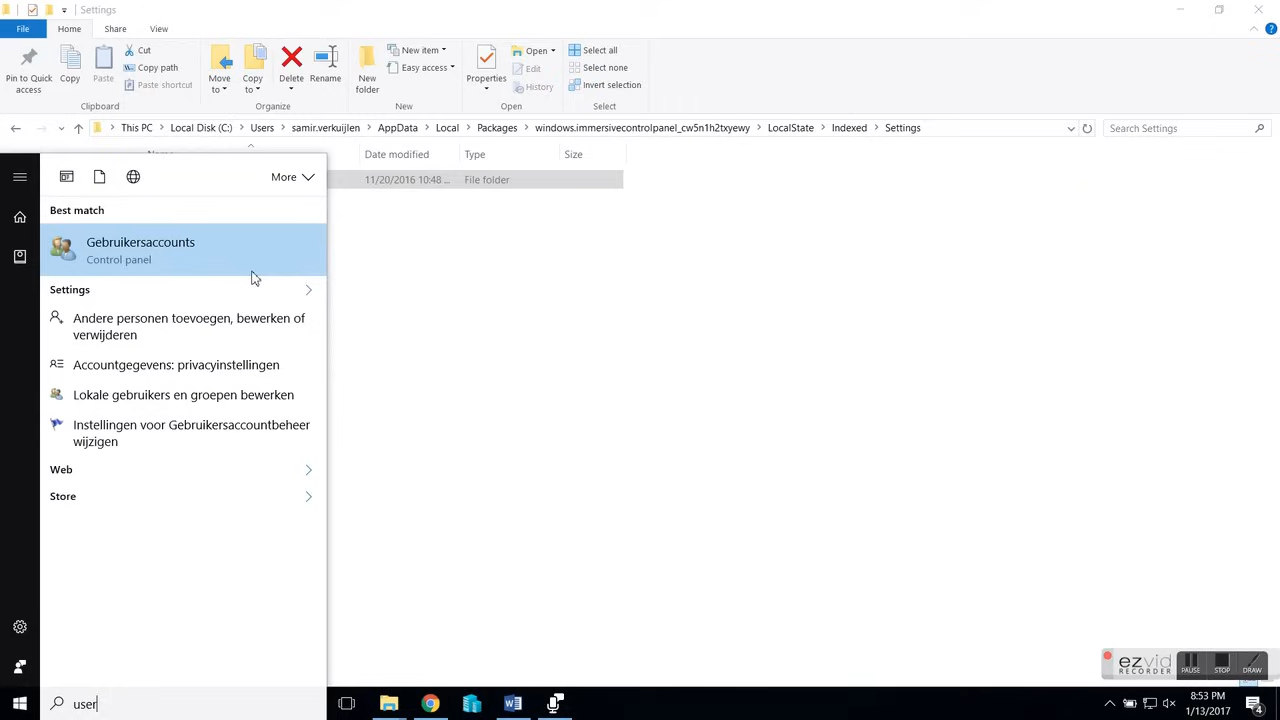 Settings
File Home Share View
Pin to Quick access
Copy
Paste
Cut
Copy path
Paste shortcut
Clipboard
Move to
Copy to
Delete
Rename
Organize
New folder
New item
Easy access
New
Properties
Open
Edit
History
Open
Select all
Select none
Invert selection
Select
This PC Local Disk (C:) Users samir.verkuijlen AppData Local Packages windows.immersivecontrolpanel_cw5n1h2txyewy LocalState Indexed Settings
Search Settings
Date modified Type Size
11/20/2016 10:48 ... File folder
More
Best match
Gebruikersaccounts
Control panel
Settings
Andere personen toevoegen, bewerken of
verwijderen
Accountgegevens: privacyinstellingen
Lokale gebruikers en groepen bewerken
Instellingen voor Gebruikersaccountbeheer
wijzigen
Web
Store
ezvid
RECORDER
PAUSE STOP DRAW
user
8:53 PM
1/13/2017
4